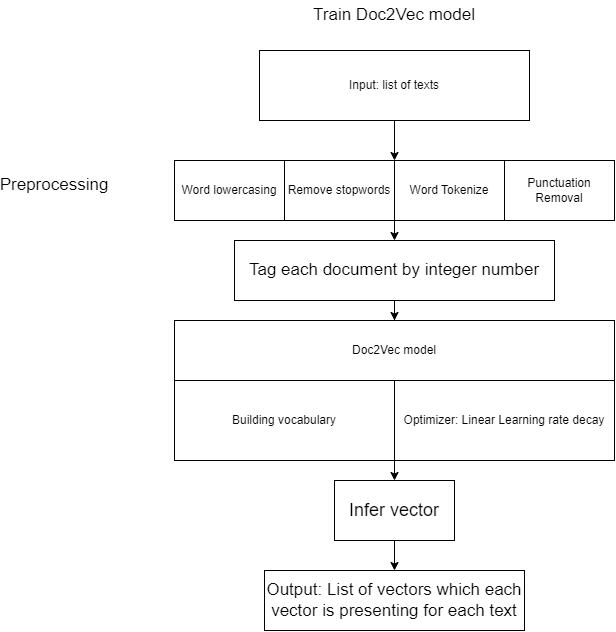 Train Doc2Vec model
Input: list of texts
Preprocessing
Word lowercasing
Remove stopwords
Word Tokenize
Punctuation
Removal
Tag each document by integer number
Doc2Vec model
Building vocabulary
Optimizer: Linear Learning rate decay
Infer vector
Output: List of vectors which each
vector is presenting for each text